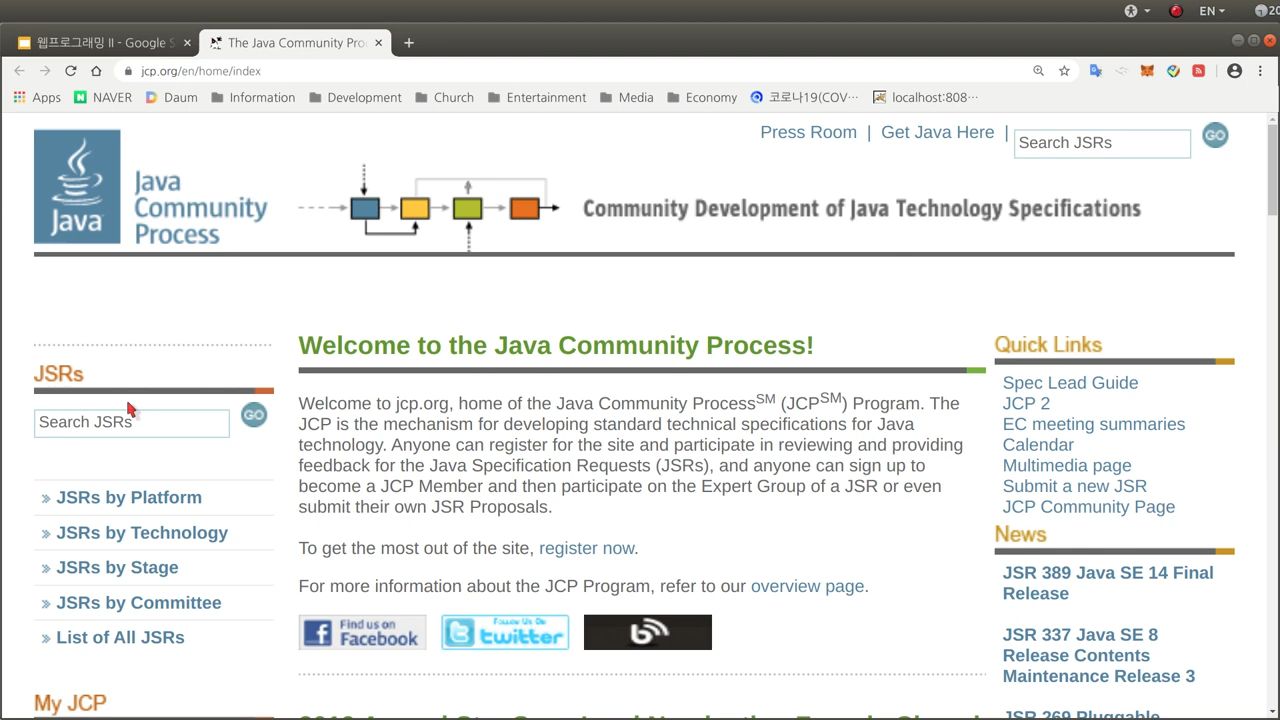 EN
20
웹프로그래밍 II - Google S
The Java Community Pro
jcp.org/en/home/index
Apps
NAVER
Daum
Information
Development
Church
Entertainment
Media
Economy
코로나19(COV…
localhost:808…
Press Room | Get Java Here |
Search JSRs
GO
Java
Java
Community
Process
Community Development of Java Technology Specifications
JSRs
Search JSRs
GO
» JSRs by Platform
» JSRs by Technology
» JSRs by Stage
» JSRs by Committee
» List of All JSRs
My JCP
Welcome to the Java Community Process!
Welcome to jcp.org, home of the Java Community ProcessSM (JCPSM) Program. The
JCP is the mechanism for developing standard technical specifications for Java
technology. Anyone can register for the site and participate in reviewing and providing
feedback for the Java Specification Requests (JSRs), and anyone can sign up to
become a JCP Member and then participate on the Expert Group of a JSR or even
submit their own JSR Proposals.
To get the most out of the site, register now.
For more information about the JCP Program, refer to our overview page.
Find us on
Facebook
Follow Us On
twitter
b
Quick Links
Spec Lead Guide
JCP 2
EC meeting summaries
Calendar
Multimedia page
Submit a new JSR
JCP Community Page
News
JSR 389 Java SE 14 Final
Release
JSR 337 Java SE 8
Release Contents
Maintenance Release 3
JSR 269 Pluggable